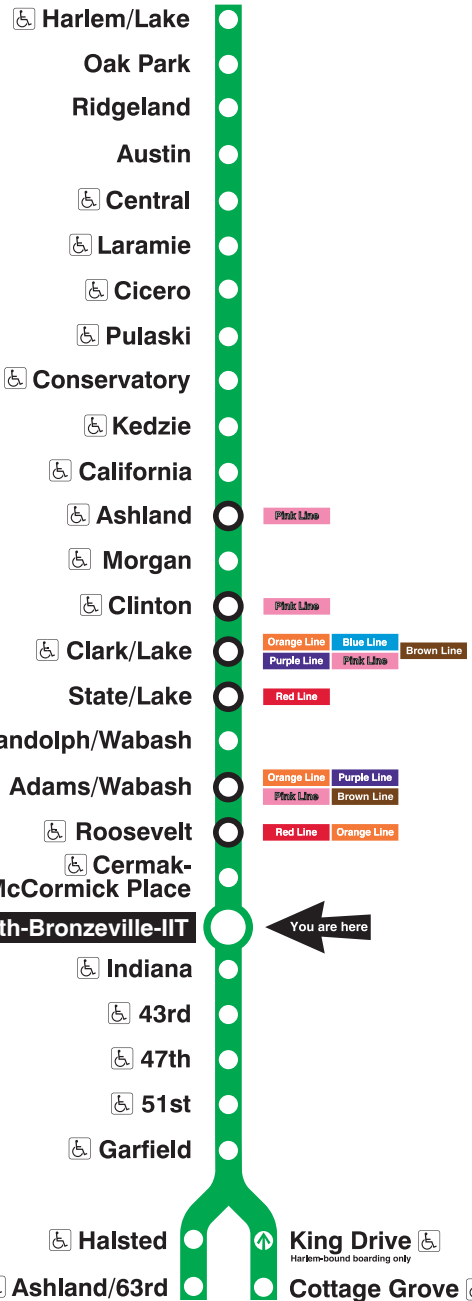 Harlem/Lake
Oak Park
Ridgeland
Austin
Central
Laramie
Cicero
Pulaski
Conservatory
Kedzie
California
Ashland Pink Line
Morgan
Clinton Pink Line
Clark/Lake Orange Line Blue Line Brown Line
Purple Line Pink Line
State/Lake Red Line
andolph/Wabash
Adams/Wabash Orange Line Purple Line
Pink Line Brown Line
Roosevelt Red Line Orange Line
Cermak-
McCormick Place
th-Bronzeville-IIT You are here
Indiana
43rd
47th
51st
Garfield
Halsted King Drive
Harlem-bound boarding only
Ashland/63rd Cottage Grove